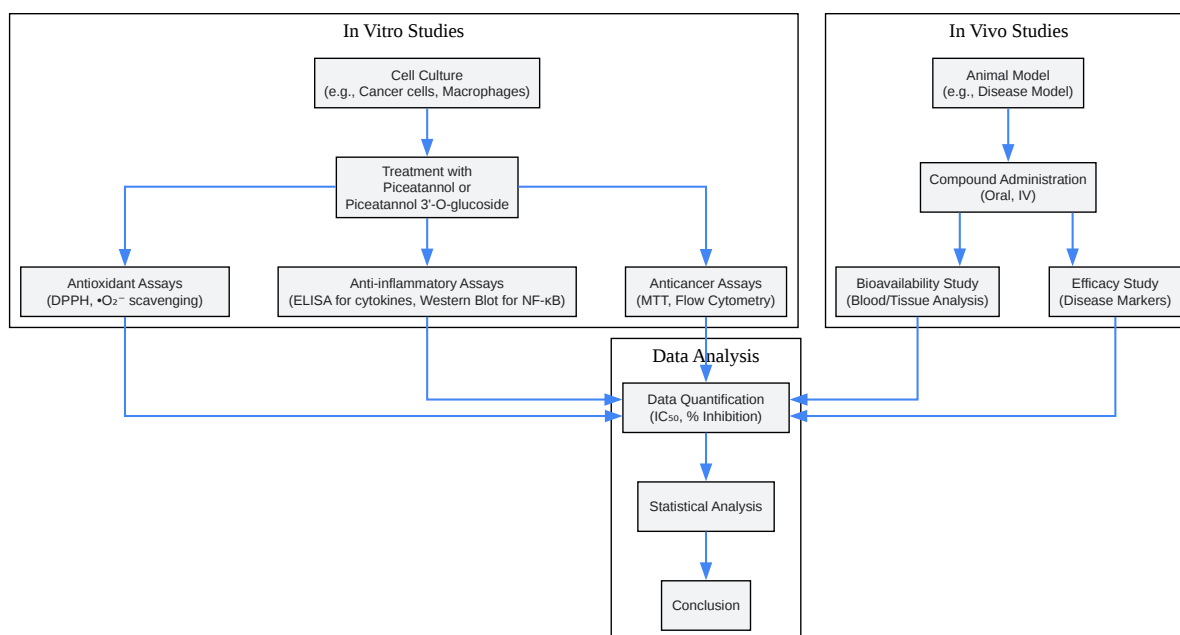 In Vitro Studies
Cell Culture
(e.g., Cancer cells, Macrophages)
Treatment with
Piceatannol or
Piceatannol 3'-O-glucoside
Antioxidant Assays
(DPPH, •O₂⁻ scavenging)
Anti-inflammatory Assays
(ELISA for cytokines, Western Blot for NF-κB)
Anticancer Assays
(MTT, Flow Cytometry)
In Vivo Studies
Animal Model
(e.g., Disease Model)
Compound Administration
(Oral, IV)
Bioavailability Study
(Blood/Tissue Analysis)
Efficacy Study
(Disease Markers)
Data Analysis
Data Quantification
(IC₅₀, % Inhibition)
Statistical Analysis
Conclusion